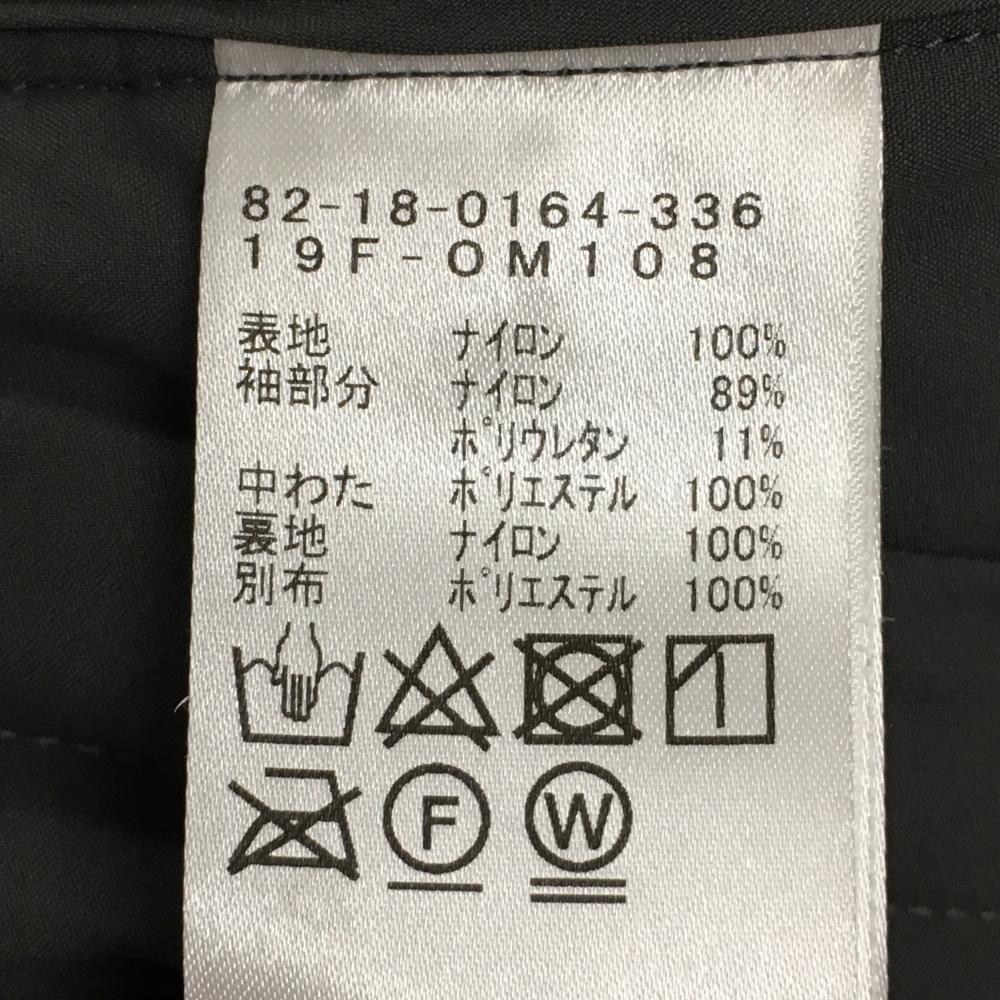 82-18-0164-336
19F-OM108
表地 ナイロン 100%
袖部分 ナイロン 89%
ポリウレタン 11%
中わた ポリエステル 100%
裏地 ナイロン 100%
別布 ポリエステル 100%
F W